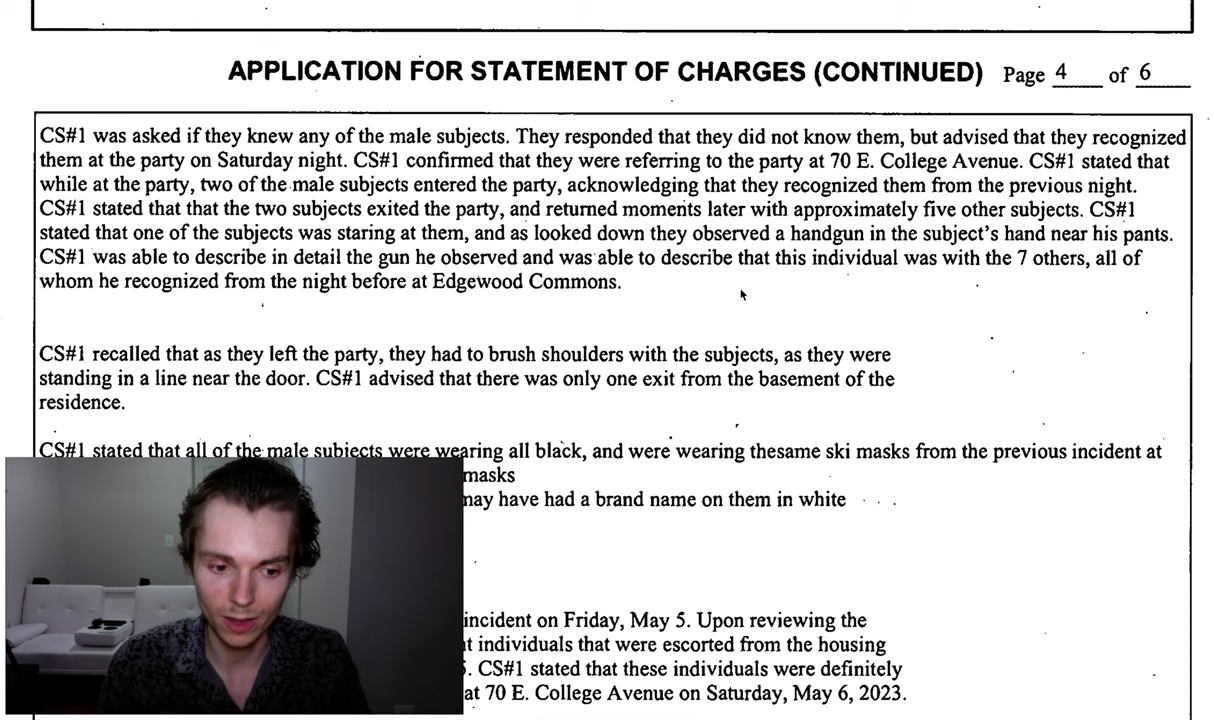 APPLICATION FOR STATEMENT OF CHARGES (CONTINUED) Page 4 of 6
CS#1 was asked if they knew any of the male subjects. They responded that they did not know them, but advised that they recognized
them at the party on Saturday night. CS#1 confirmed that they were referring to the party at 70 E. College Avenue. CS#1 stated that
while at the party, two of the male subjects entered the party, acknowledging that they recognized them from the previous night.
CS#1 stated that that the two subjects exited the party, and returned moments later with approximately five other subjects. CS#1
stated that one of the subjects was staring at them, and as looked down they observed a handgun in the subject's hand near his pants.
CS#1 was able to describe in detail the gun he observed and was able to describe that this individual was with the 7 others, all of
whom he recognized from the night before at Edgewood Commons.
CS#1 recalled that as they left the party, they had to brush shoulders with the subjects, as they were
standing in a line near the door. CS#1 advised that there was only one exit from the basement of the
residence.
CS#1 stated that all of the male subjects were wearing all black, and were wearing thesame ski masks from the previous incident at
masks
may have had a brand name on them in white
incident on Friday, May 5. Upon reviewing the
individuals that were escorted from the housing
CS#1 stated that these individuals were definitely
at 70 E. College Avenue on Saturday, May 6, 2023.